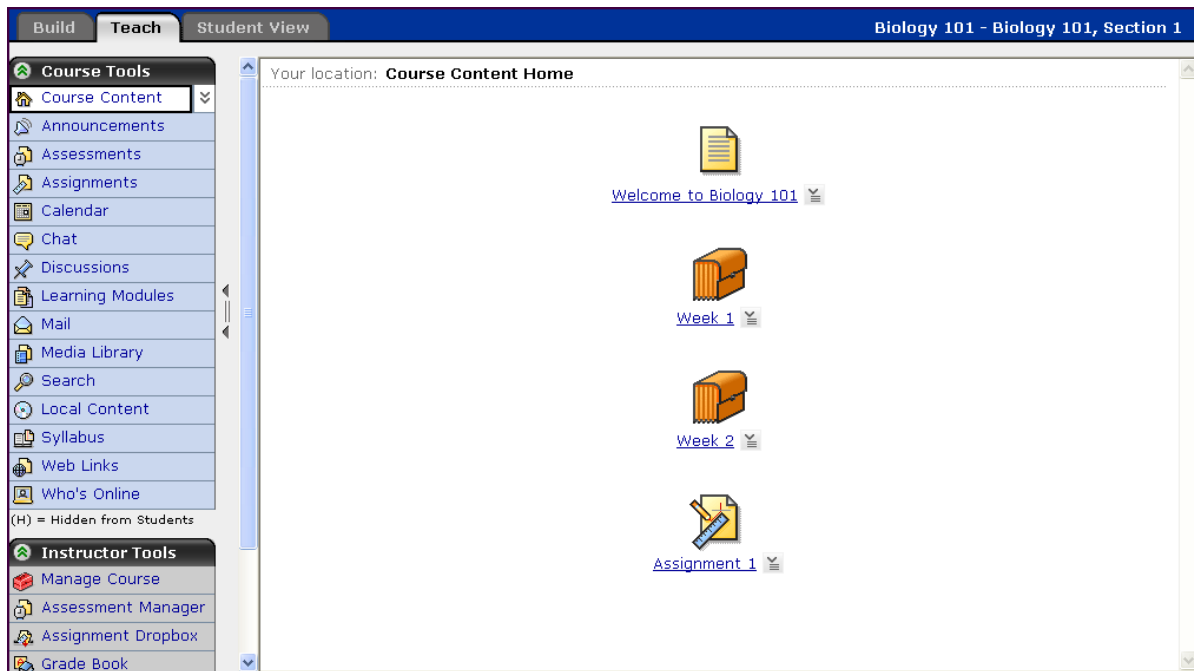 Build Teach Student View Biology 101 - Biology 101, Section 1
Course Tools
Course Content
Announcements
Assessments
Assignments
Calendar
Chat
Discussions
Learning Modules
Mail
Media Library
Search
Local Content
Syllabus
Web Links
Who's Online
(H) = Hidden from Students
Instructor Tools
Manage Course
Assessment Manager
Assignment Dropbox
Grade Book
Your location: Course Content Home
Welcome to Biology 101
Week 1
Week 2
Assignment 1